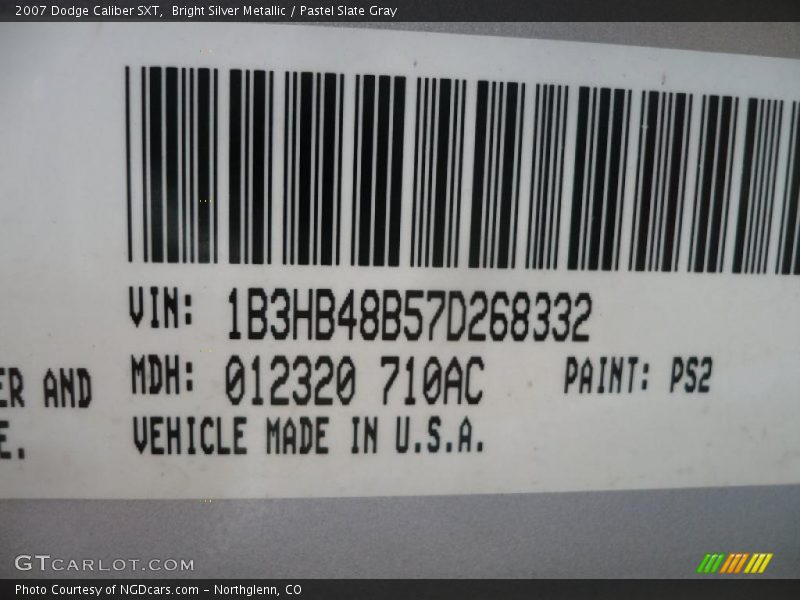 2007 Dodge Caliber SXT,  Bright Silver Metallic / Pastel Slate Gray
VIN: 1B3HB48B57D268332
MDH: 012320 710AC PAINT: PS2
ER AND
VEHICLE MADE IN U.S.A.
E.
GTCARLOT.COM
Photo Courtesy of NGDcars.com - Northglenn, CO